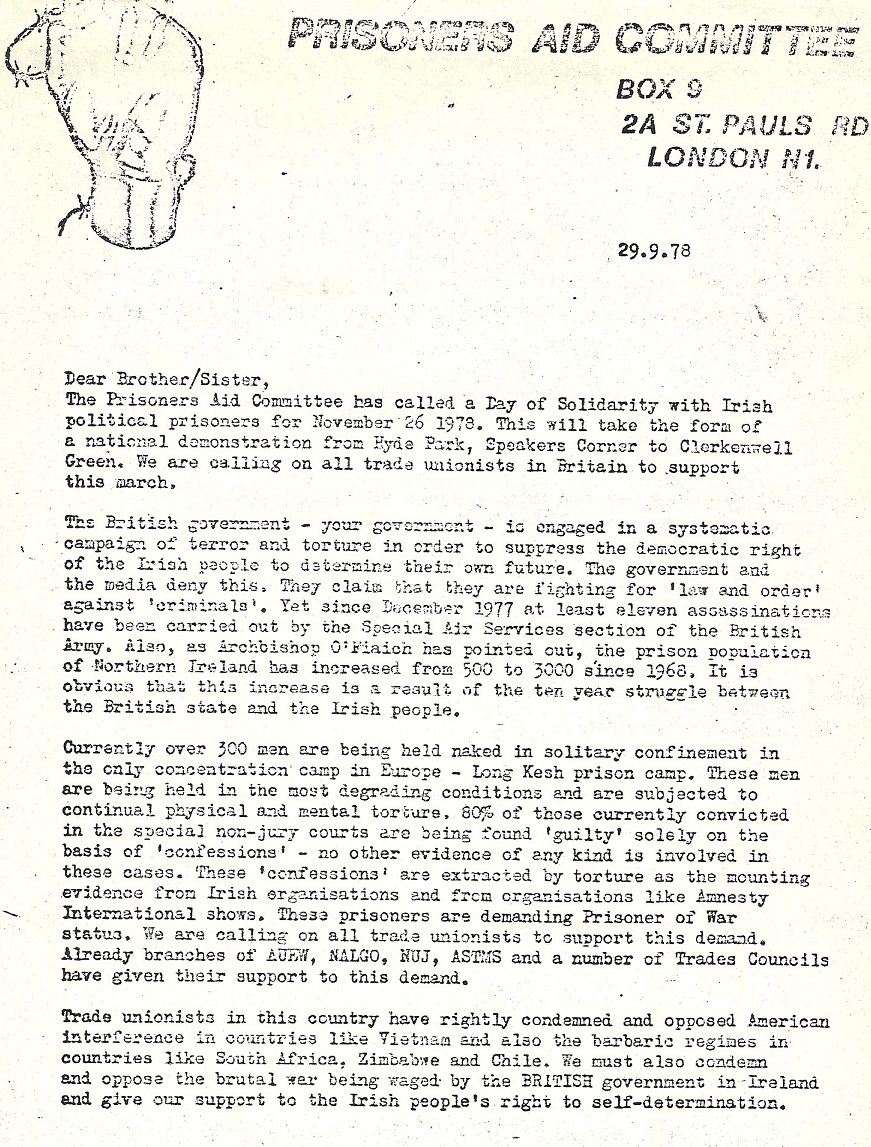 PRISONERS AID COMMITTEE
BOX 9
2A ST. PAULS RD
LONDON N1.
29.9.78
Dear Brother/Sister,
The Prisoners Aid Committee has called a Day of Solidarity with Irish
political prisoners for November 26 1978. This will take the form of
a national demonstration from Hyde Park, Speakers Corner to Clerkenwell
Green. We are calling on all trade unionists in Britain to support
this march.
The British government - your government - is engaged in a systematic
campaign of terror and torture in order to suppress the democratic right
of the Irish people to determine their own future. The government and
the media deny this. They claim that they are fighting for 'law and order'
against 'criminals'. Yet since December 1977 at least eleven assassinations
have been carried out by the Special Air Services section of the British
Army. Also, as Archbishop O'Fiaich has pointed out, the prison population
of Northern Ireland has increased from 500 to 3000 since 1968. It is
obvious that this increase is a result of the ten year struggle between
the British state and the Irish people.
Currently over 300 men are being held naked in solitary confinement in
the only concentration camp in Europe - Long Kesh prison camp. These men
are being held in the most degrading conditions and are subjected to
continual physical and mental torture. 80% of those currently convicted
in the special non-jury courts are being found 'guilty' solely on the
basis of 'confessions' - no other evidence of any kind is involved in
these cases. These 'confessions' are extracted by torture as the mounting
evidence from Irish organisations and from organisations like Amnesty
International shows. These prisoners are demanding Prisoner of War
status. We are calling on all trade unionists to support this demand.
Already branches of AUEW, NALGO, NUJ, ASTMS and a number of Trades Councils
have given their support to this demand.
Trade unionists in this country have rightly condemned and opposed American
interference in countries like Vietnam and also the barbaric regimes in
countries like South Africa, Zimbabwe and Chile. We must also condemn
and oppose the brutal war being waged by the BRITISH government in Ireland
and give our support to the Irish people's right to self-determination.